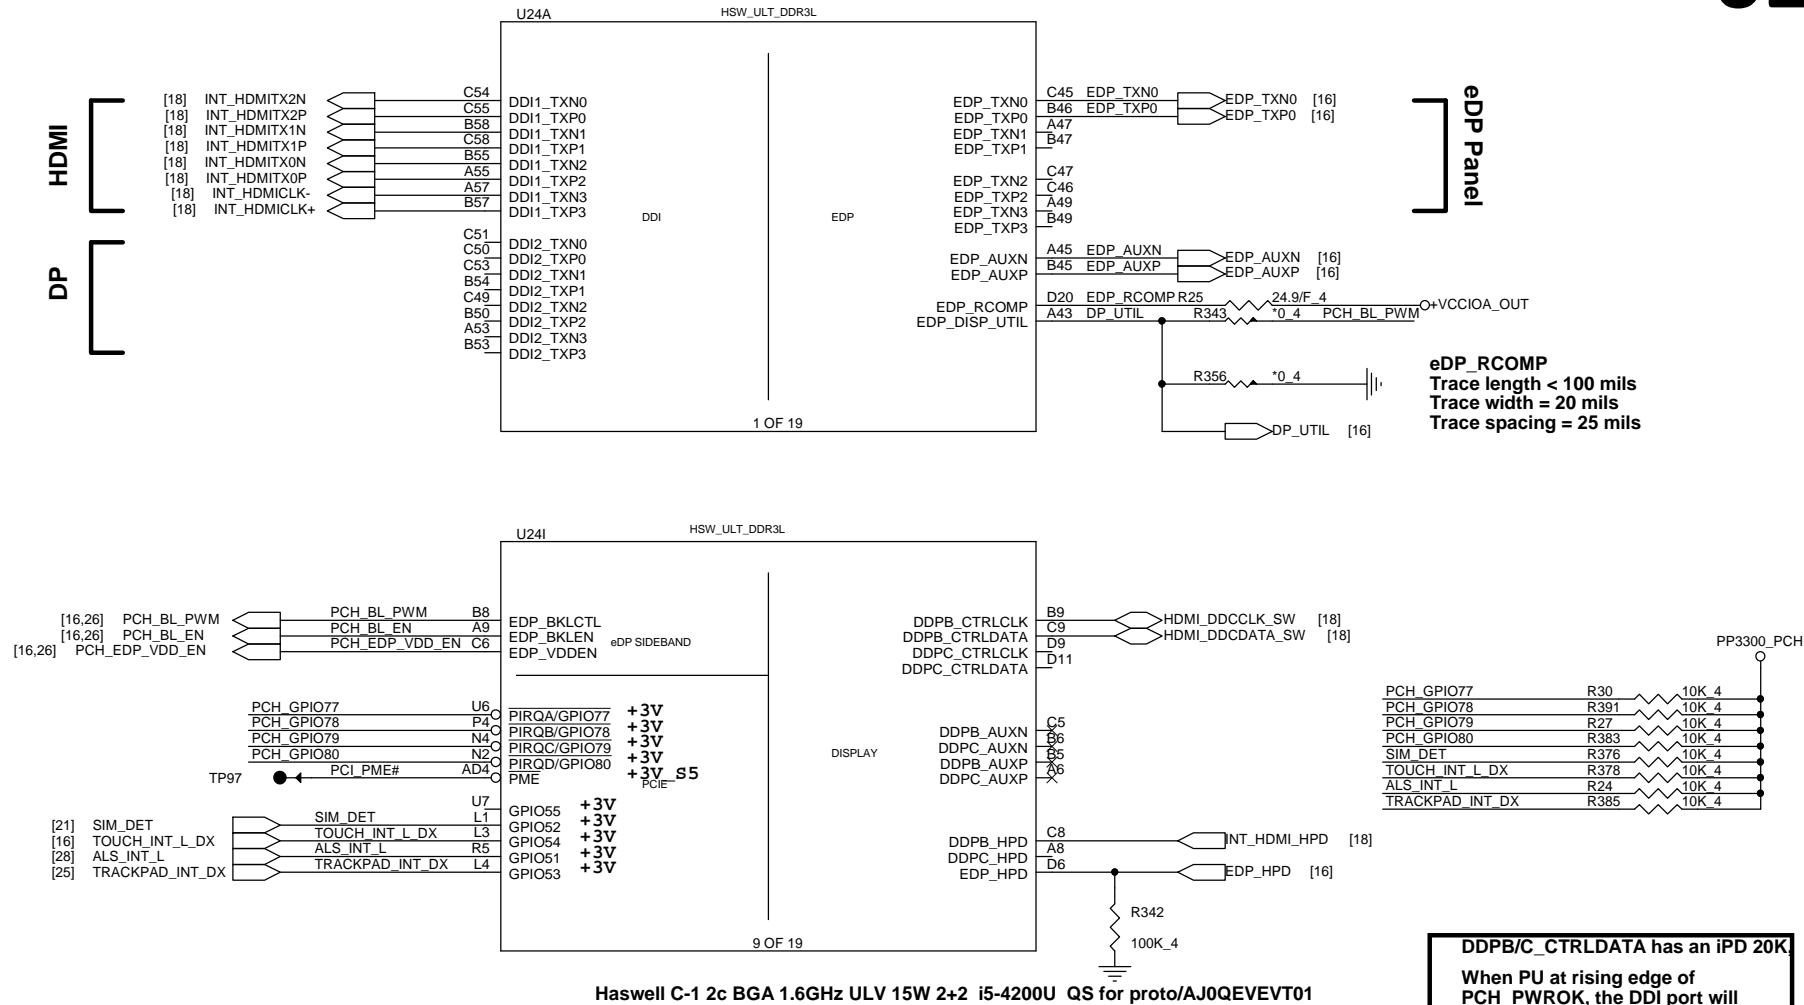 U24A
HSW_ULT_DDR3L
HDMI
[18] INT_HDMITX2N C54 DDI1_TXN0
[18] INT_HDMITX2P C55 DDI1_TXP0
[18] INT_HDMITX1N B58 DDI1_TXN1
[18] INT_HDMITX1P C58 DDI1_TXP1
[18] INT_HDMITX0N B55 DDI1_TXN2
[18] INT_HDMITX0P A55 DDI1_TXP2
[18] INT_HDMICLK- A57 DDI1_TXN3
[18] INT_HDMICLK+ B57 DDI1_TXP3
DP
C51 DDI2_TXN0
C50 DDI2_TXP0
C53 DDI2_TXN1
B54 DDI2_TXP1
C49 DDI2_TXN2
B50 DDI2_TXP2
A53 DDI2_TXN3
B53 DDI2_TXP3
DDI
EDP
EDP_TXN0 C45 EDP_TXN0 EDP_TXN0 [16]
EDP_TXP0 B46 EDP_TXP0 EDP_TXP0 [16]
EDP_TXN1 A47
EDP_TXP1 B47
EDP_TXN2 C47
EDP_TXP2 C46
EDP_TXN3 A49
EDP_TXP3 B49
EDP_AUXN A45 EDP_AUXN EDP_AUXN [16]
EDP_AUXP B45 EDP_AUXP EDP_AUXP [16]
EDP_RCOMP D20 EDP_RCOMP R25 24.9/F_4 +VCCIOA_OUT
EDP_DISP_UTIL A43 DP_UTIL R343 *0_4 PCH_BL_PWM
R356 *0_4
DP_UTIL [16]
eDP Panel
eDP_RCOMP
Trace length < 100 mils
Trace width = 20 mils
Trace spacing = 25 mils
1 OF 19
U24I
HSW_ULT_DDR3L
[16,26] PCH_BL_PWM PCH_BL_PWM B8 EDP_BKLCTL
[16,26] PCH_BL_EN PCH_BL_EN A9 EDP_BKLEN
[16,26] PCH_EDP_VDD_EN PCH_EDP_VDD_EN C6 EDP_VDDEN
eDP SIDEBAND
PCH_GPIO77 U6 PIRQA/GPIO77 +3V
PCH_GPIO78 P4 PIRQB/GPIO78 +3V
PCH_GPIO79 N4 PIRQC/GPIO79 +3V
PCH_GPIO80 N2 PIRQD/GPIO80 +3V
TP97 PCI_PME# AD4 PME +3V_S5
PCIE
U7 GPIO55 +3V
[21] SIM_DET SIM_DET L1 GPIO52 +3V
[16] TOUCH_INT_L_DX TOUCH_INT_L_DX L3 GPIO54 +3V
[28] ALS_INT_L ALS_INT_L R5 GPIO51 +3V
[25] TRACKPAD_INT_DX TRACKPAD_INT_DX L4 GPIO53 +3V
DISPLAY
DDPB_CTRLCLK B9 HDMI_DDCCLK_SW [18]
DDPB_CTRLDATA C9 HDMI_DDCDATA_SW [18]
DDPC_CTRLCLK D9
DDPC_CTRLDATA D11
DDPB_AUXN C5
DDPC_AUXN B6
DDPB_AUXP B5
DDPC_AUXP A6
DDPB_HPD C8 INT_HDMI_HPD [18]
DDPC_HPD A8
EDP_HPD D6 EDP_HPD [16]
R342
100K_4
9 OF 19
PP3300_PCH
PCH_GPIO77 R30 10K_4
PCH_GPIO78 R391 10K_4
PCH_GPIO79 R27 10K_4
PCH_GPIO80 R383 10K_4
SIM_DET R376 10K_4
TOUCH_INT_L_DX R378 10K_4
ALS_INT_L R24 10K_4
TRACKPAD_INT_DX R385 10K_4
Haswell C-1 2c BGA 1.6GHz ULV 15W 2+2 i5-4200U QS for proto/AJ0QEVEVT01
DDPB/C_CTRLDATA has an iPD 20K,
When PU at rising edge of
PCH_PWROK, the DDI port will